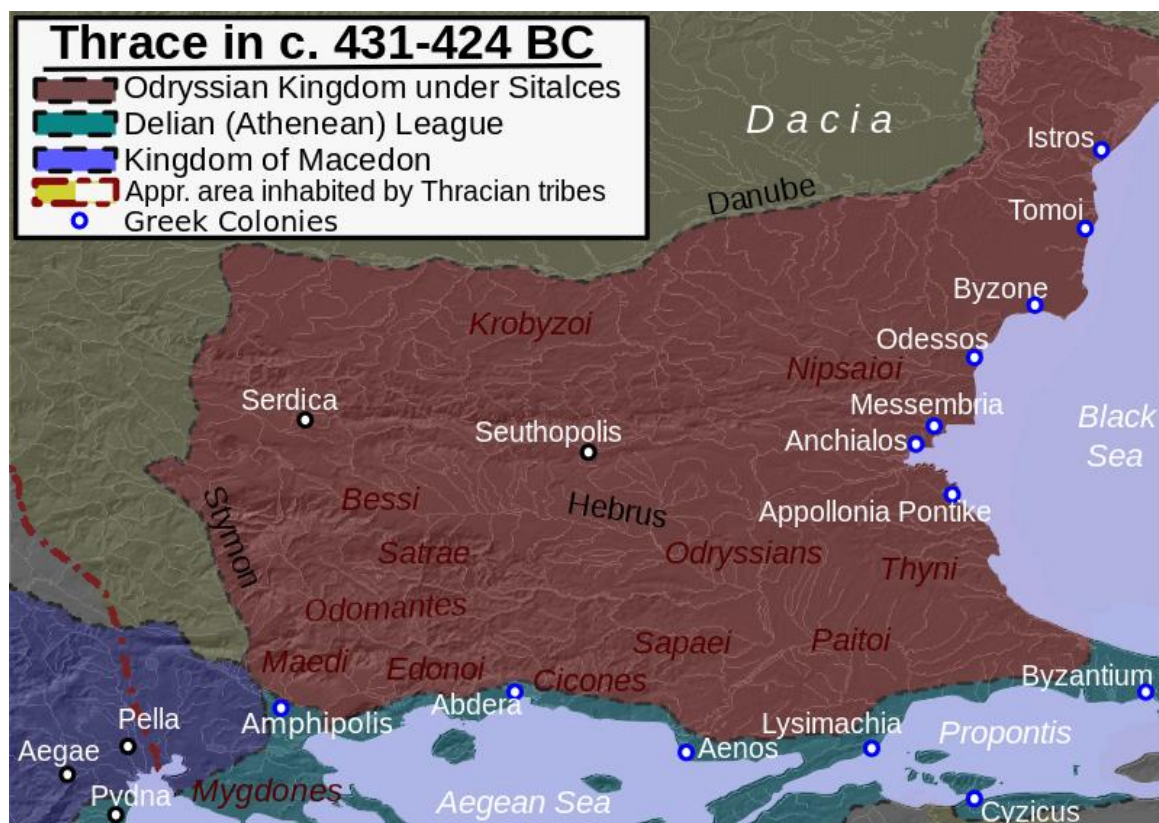 Thrace in c. 431-424 BC
Odryssian Kingdom under Sitalces
Delian (Athenean) League
Kingdom of Macedon
Appr. area inhabited by Thracian tribes
Greek Colonies
Dacia
Istros
Danube
Tomoi
Byzone
Krobyzoi
Odessos
Nipsaioi
Serdica
Messembria
Black
Sea
Seuthopolis
Anchialos
Bessi
Stymon
Hebrus
Appollonia Pontike
Satrae
Odryssians
Thyni
Odomantes
Sapaei
Paitoi
Maedi
Edonoi
Cicones
Byzantium
Abdera
Amphipolis
Pella
Lysimachia
Propontis
Aegae
Aenos
Mygdones
Pydna
Aegean Sea
Cyzicus